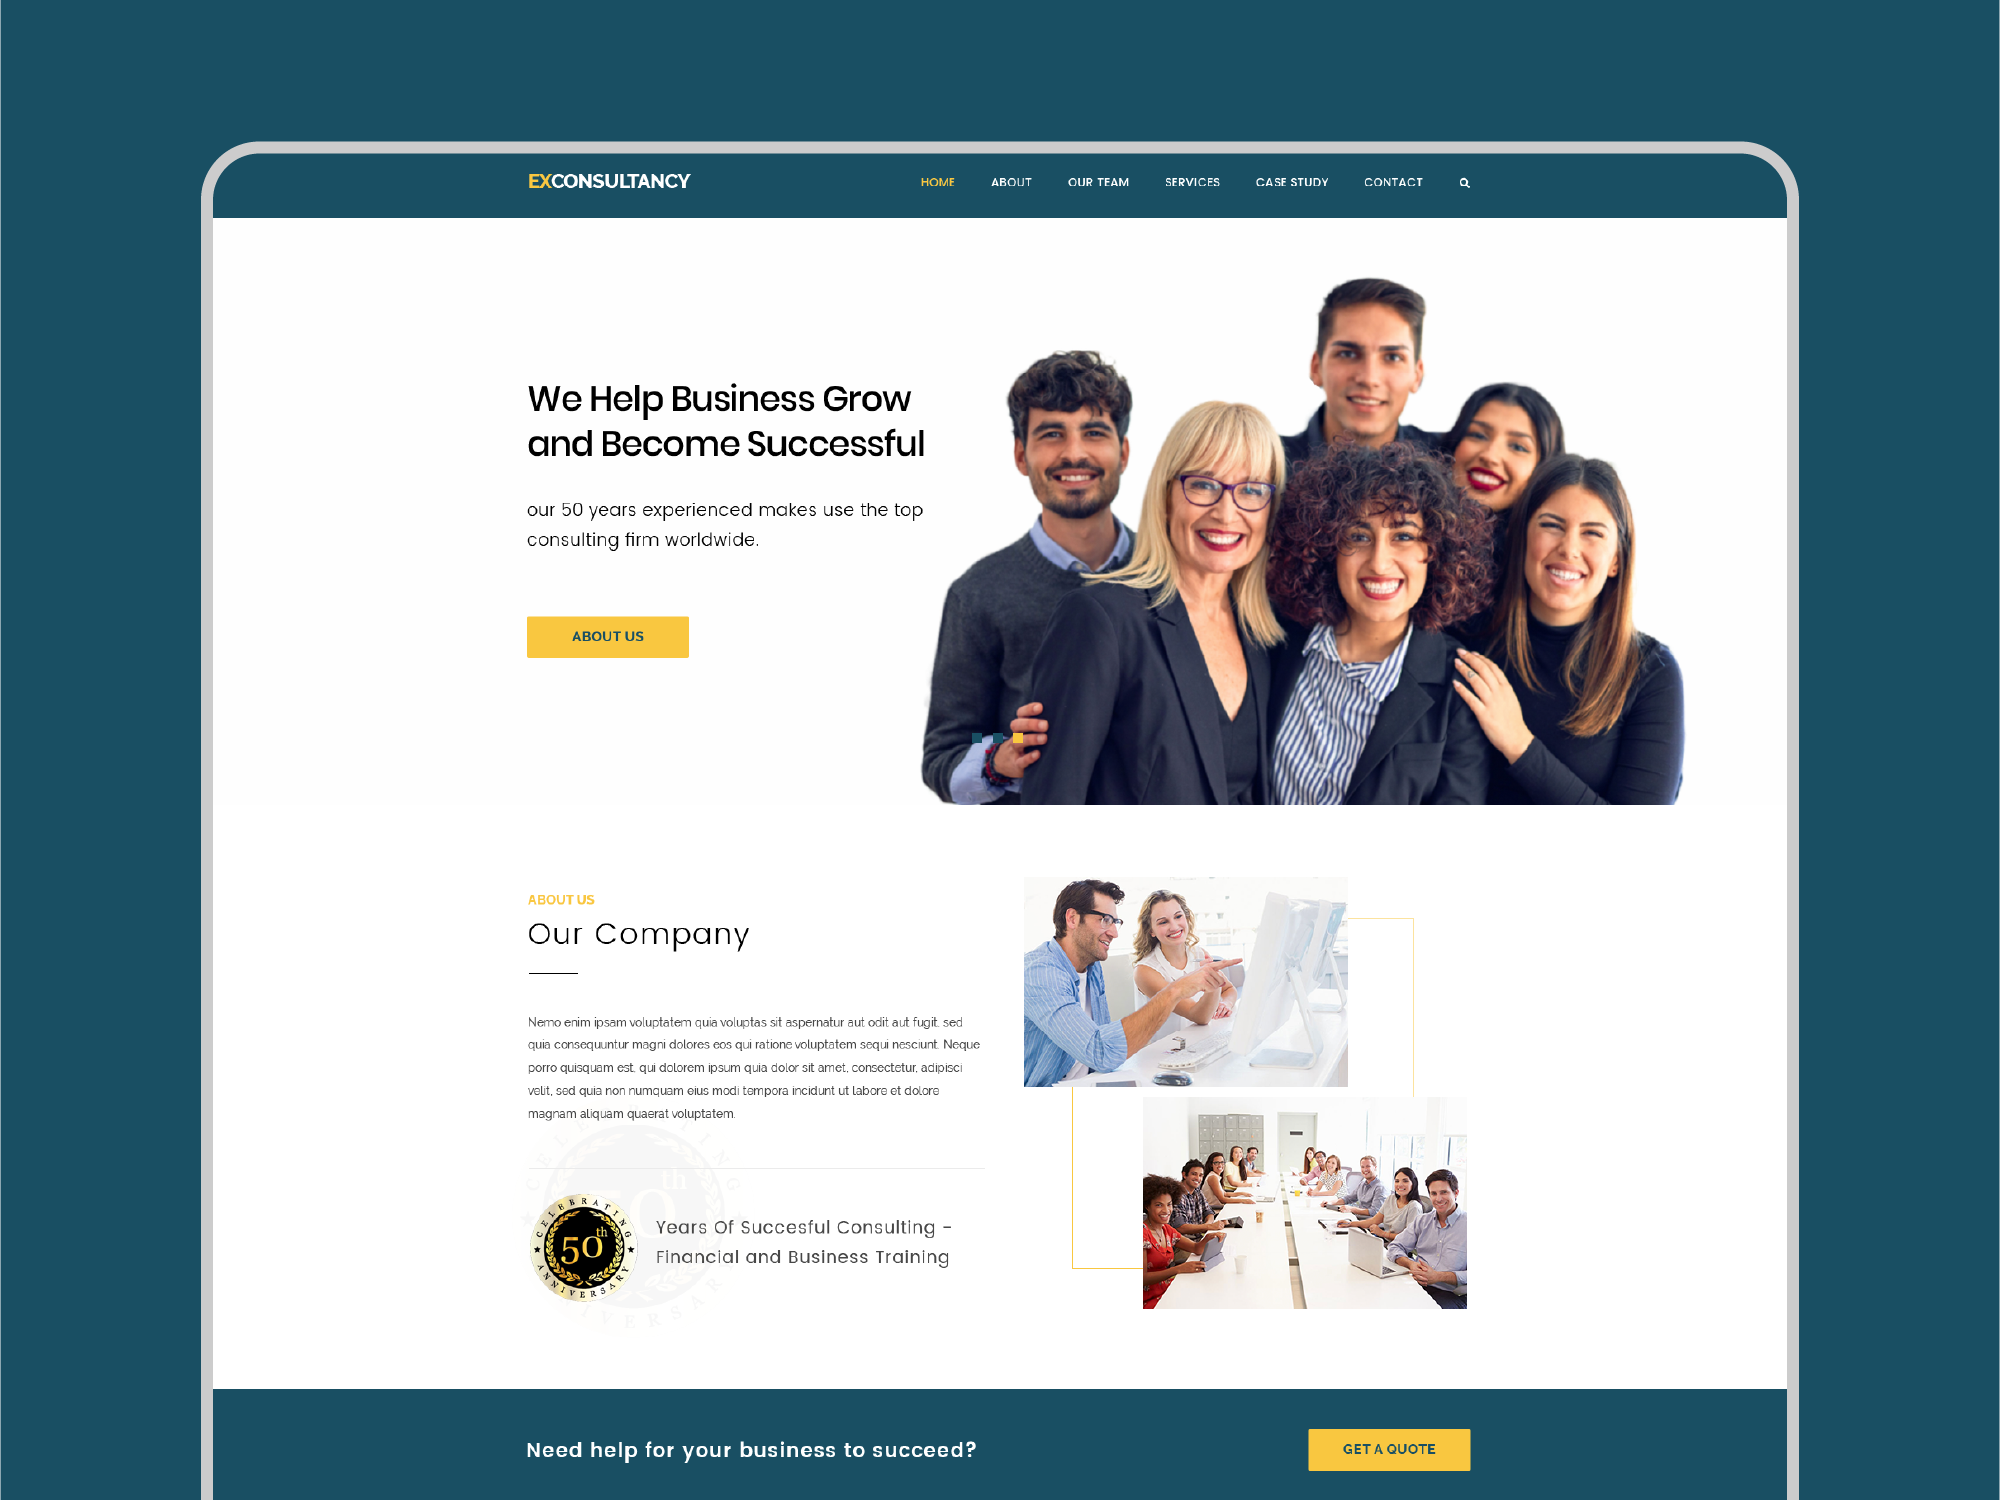 EXCONSULTANCY
HOME ABOUT OUR TEAM SERVICES CASE STUDY CONTACT
We Help Business Grow
and Become Successful
our 50 years experienced makes use the top
consulting firm worldwide.
ABOUT US
ABOUT US
Our Company
Nemo enim ipsam voluptatem quia voluptas sit aspernatur aut odit aut fugit, sed
quia consequuntur magni dolores eos qui ratione voluptatem sequi nesciunt. Neque
porro quisquam est, qui dolorem ipsum quia dolor sit amet, consectetur, adipisci
velit, sed quia non numquam eius modi tempora incidunt ut labore et dolore
magnam aliquam quaerat voluptatem.
CELEBRATING
50th
ANNIVERSARY
Years Of Succesful Consulting -
Financial and Business Training
Need help for your business to succeed?
GET A QUOTE